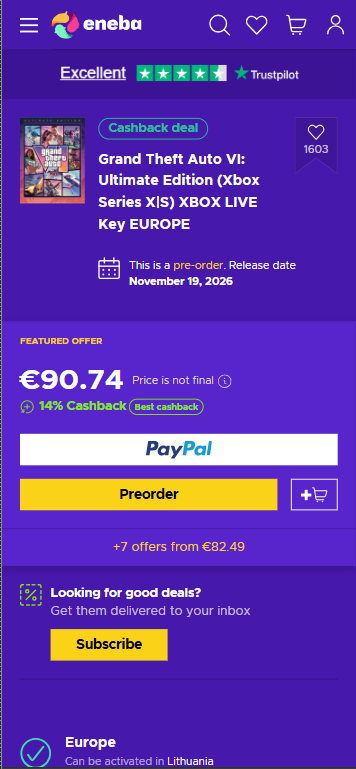 eneba
Excellent Trustpilot
Cashback deal
1603
Grand Theft Auto VI:
Ultimate Edition (Xbox
Series X|S) XBOX LIVE
Key EUROPE
This is a pre-order. Release date
November 19, 2026
FEATURED OFFER
€90.74 Price is not final
14% Cashback Best cashback
PayPal
Preorder
+7 offers from €82.49
Looking for good deals?
Get them delivered to your inbox
Subscribe
Europe
Can be activated in Lithuania